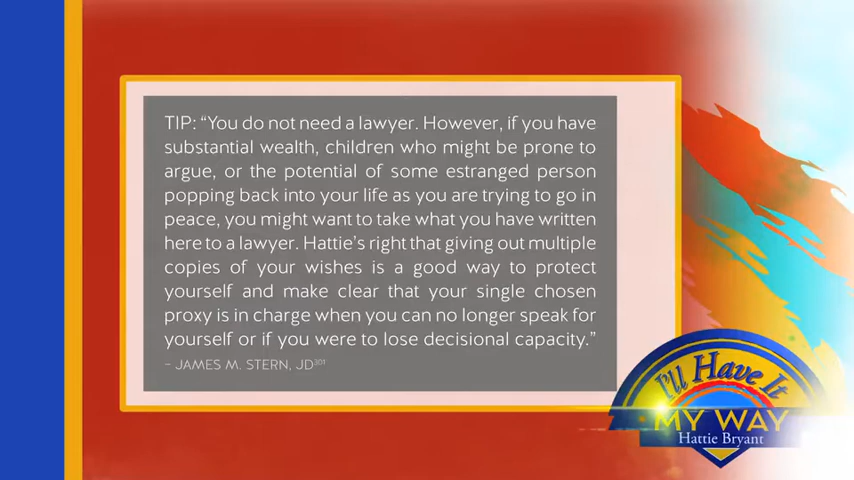 TIP: “You do not need a lawyer. However, if you have
substantial wealth, children who might be prone to
argue, or the potential of some estranged person
popping back into your life as you are trying to go in
peace, you might want to take what you have written
here to a lawyer. Hattie’s right that giving out multiple
copies of your wishes is a good way to protect
yourself and make clear that your single chosen
proxy is in charge when you can no longer speak for
yourself or if you were to lose decisional capacity.”
– JAMES M. STERN, JD³⁰¹
I'll Have It
MY WAY
Hattie Bryant